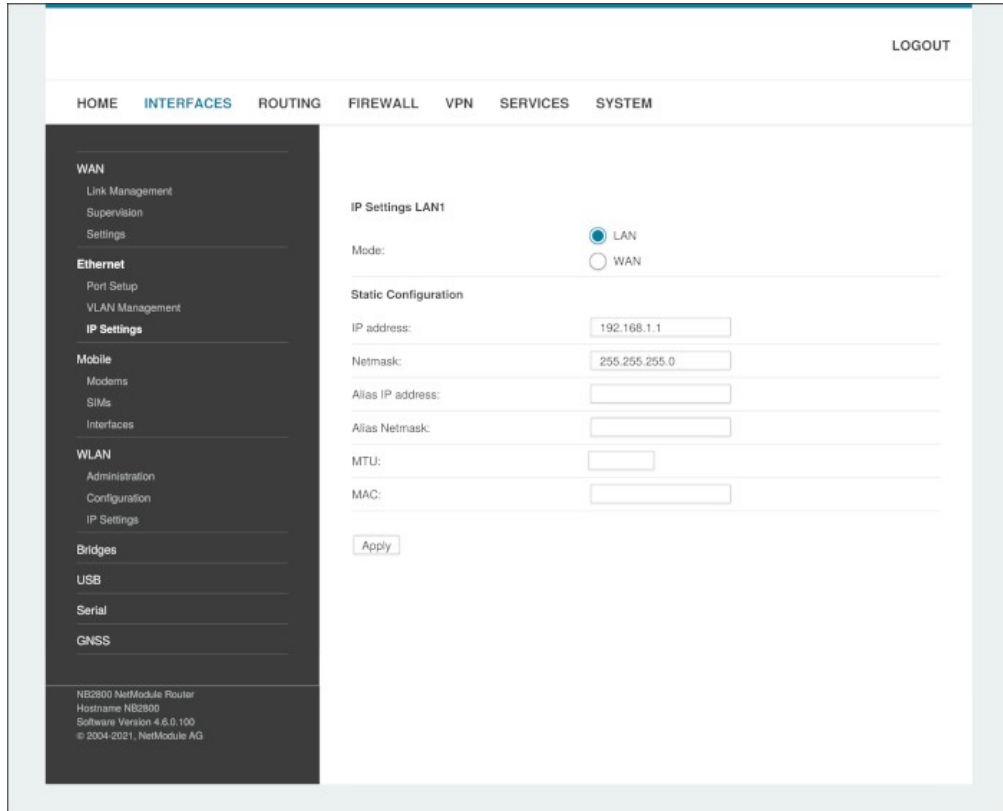 LOGOUT
HOME INTERFACES ROUTING FIREWALL VPN SERVICES SYSTEM
WAN
Link Management
Supervision
Settings
Ethernet
Port Setup
VLAN Management
IP Settings
Mobile
Modems
SIMs
Interfaces
WLAN
Administration
Configuration
IP Settings
Bridges
USB
Serial
GNSS
NB2800 NetModule Router
Hostname NB2800
Software Version 4.6.0.100
© 2004-2021, NetModule AG
IP Settings LAN1
Mode:
LAN
WAN
Static Configuration
IP address: 192.168.1.1
Netmask: 255.255.255.0
Alias IP address:
Alias Netmask:
MTU:
MAC:
Apply